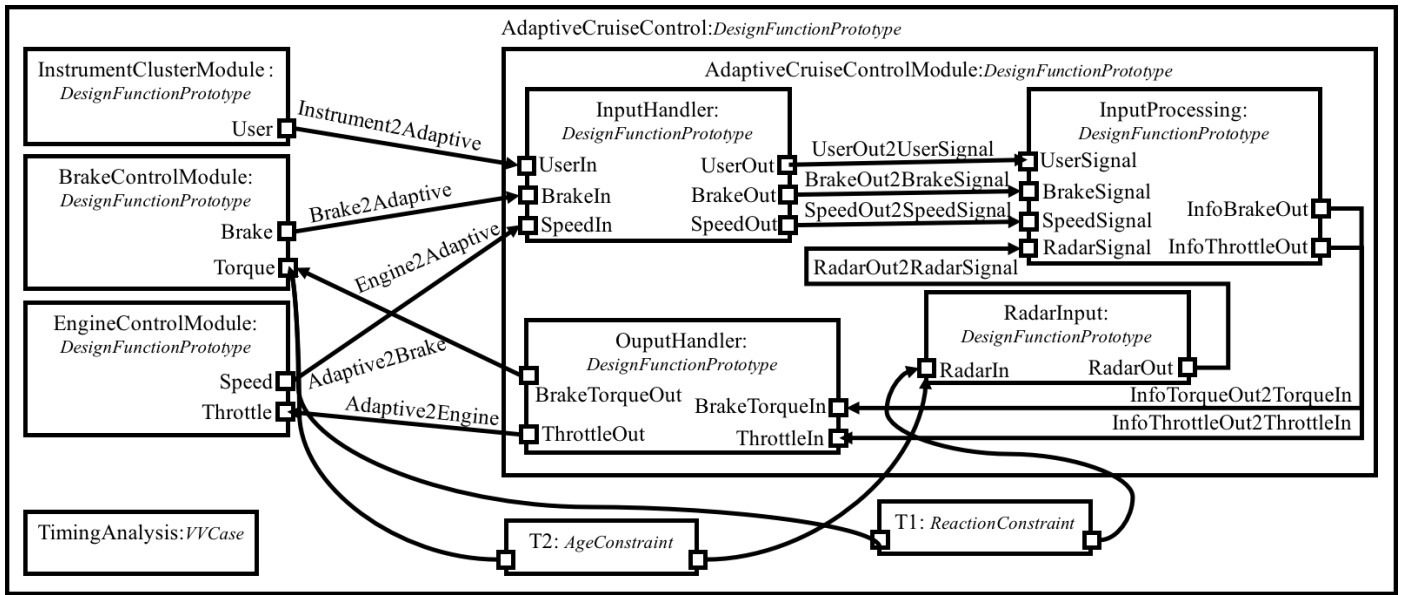 AdaptiveCruiseControl:DesignFunctionPrototype
InstrumentClusterModule :
DesignFunctionPrototype
User
BrakeControlModule:
DesignFunctionPrototype
Brake
Torque
EngineControlModule:
DesignFunctionPrototype
Speed
Throttle
TimingAnalysis:VVCase
Instrument2Adaptive
Brake2Adaptive
Engine2Adaptive
Adaptive2Brake
Adaptive2Engine
AdaptiveCruiseControlModule:DesignFunctionPrototype
InputHandler:
DesignFunctionPrototype
UserIn
UserOut
BrakeIn
BrakeOut
SpeedIn
SpeedOut
UserOut2UserSignal
BrakeOut2BrakeSignal
SpeedOut2SpeedSignal
RadarOut2RadarSignal
InputProcessing:
DesignFunctionPrototype
UserSignal
BrakeSignal
SpeedSignal
RadarSignal
InfoBrakeOut
InfoThrottleOut
OuputHandler:
DesignFunctionPrototype
BrakeTorqueOut
BrakeTorqueIn
ThrottleOut
ThrottleIn
RadarInput:
DesignFunctionPrototype
RadarIn
RadarOut
InfoTorqueOut2TorqueIn
InfoThrottleOut2ThrottleIn
T2: AgeConstraint
T1: ReactionConstraint